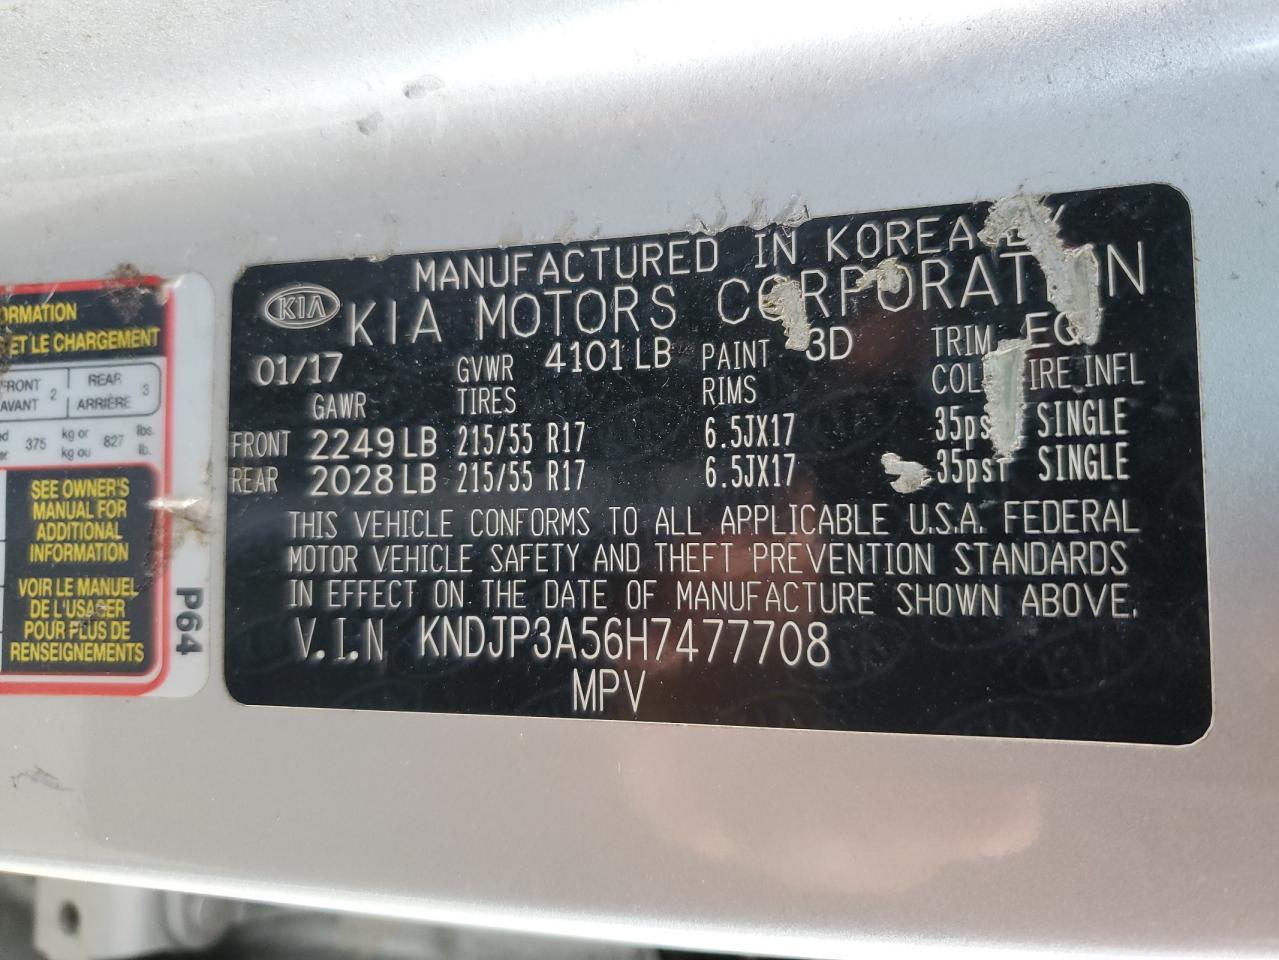 MANUFACTURED IN KOREA
KIA
KIA MOTORS CORPORATION
01/17 GVWR 4101 LB PAINT 3D TRIM EQ
GAWR TIRES RIMS COL IRE INFL
FRONT 2249 LB 215/55 R17 6.5JX17 35psi SINGLE
REAR 2028 LB 215/55 R17 6.5JX17 35psi SINGLE
THIS VEHICLE CONFORMS TO ALL APPLICABLE U.S.A. FEDERAL
MOTOR VEHICLE SAFETY AND THEFT PREVENTION STANDARDS
IN EFFECT ON THE DATE OF MANUFACTURE SHOWN ABOVE.
V.I.N KNDJP3A56H7477708
MPV
ORMATION
ET LE CHARGEMENT
FRONT 2 REAR 3
AVANT ARRIÈRE
375 kg or 827 lbs.
kg ou lb.
SEE OWNER'S
MANUAL FOR
ADDITIONAL
INFORMATION
VOIR LE MANUEL
DE L'USAGER
POUR PLUS DE
RENSEIGNEMENTS
P64